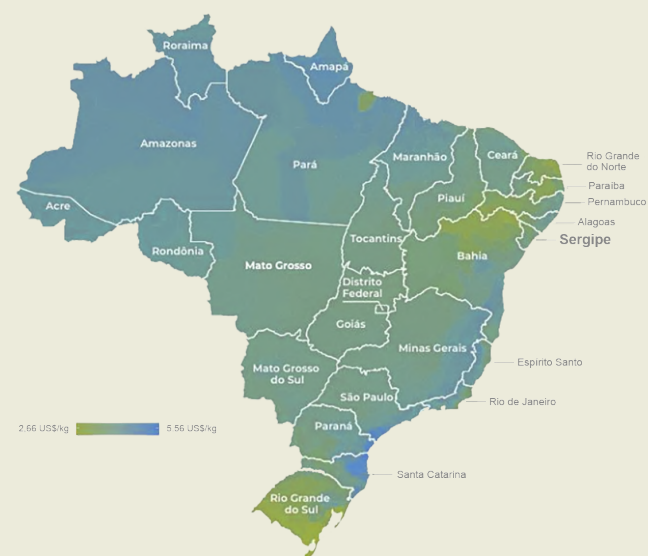 Roraima
Amapá
Amazonas
Pará
Maranhão
Ceará
Rio Grande
do Norte
Paraíba
Piauí
Pernambuco
Acre
Alagoas
Sergipe
Tocantins
Rondônia
Bahia
Mato Grosso
Distrito
Federal
Goiás
Minas Gerais
Espirito Santo
Mato Grosso
do Sul
São Paulo
Rio de Janeiro
Paraná
2,66 US$/kg
5.56 US$/kg
Santa Catarina
Rio Grande
do Sul